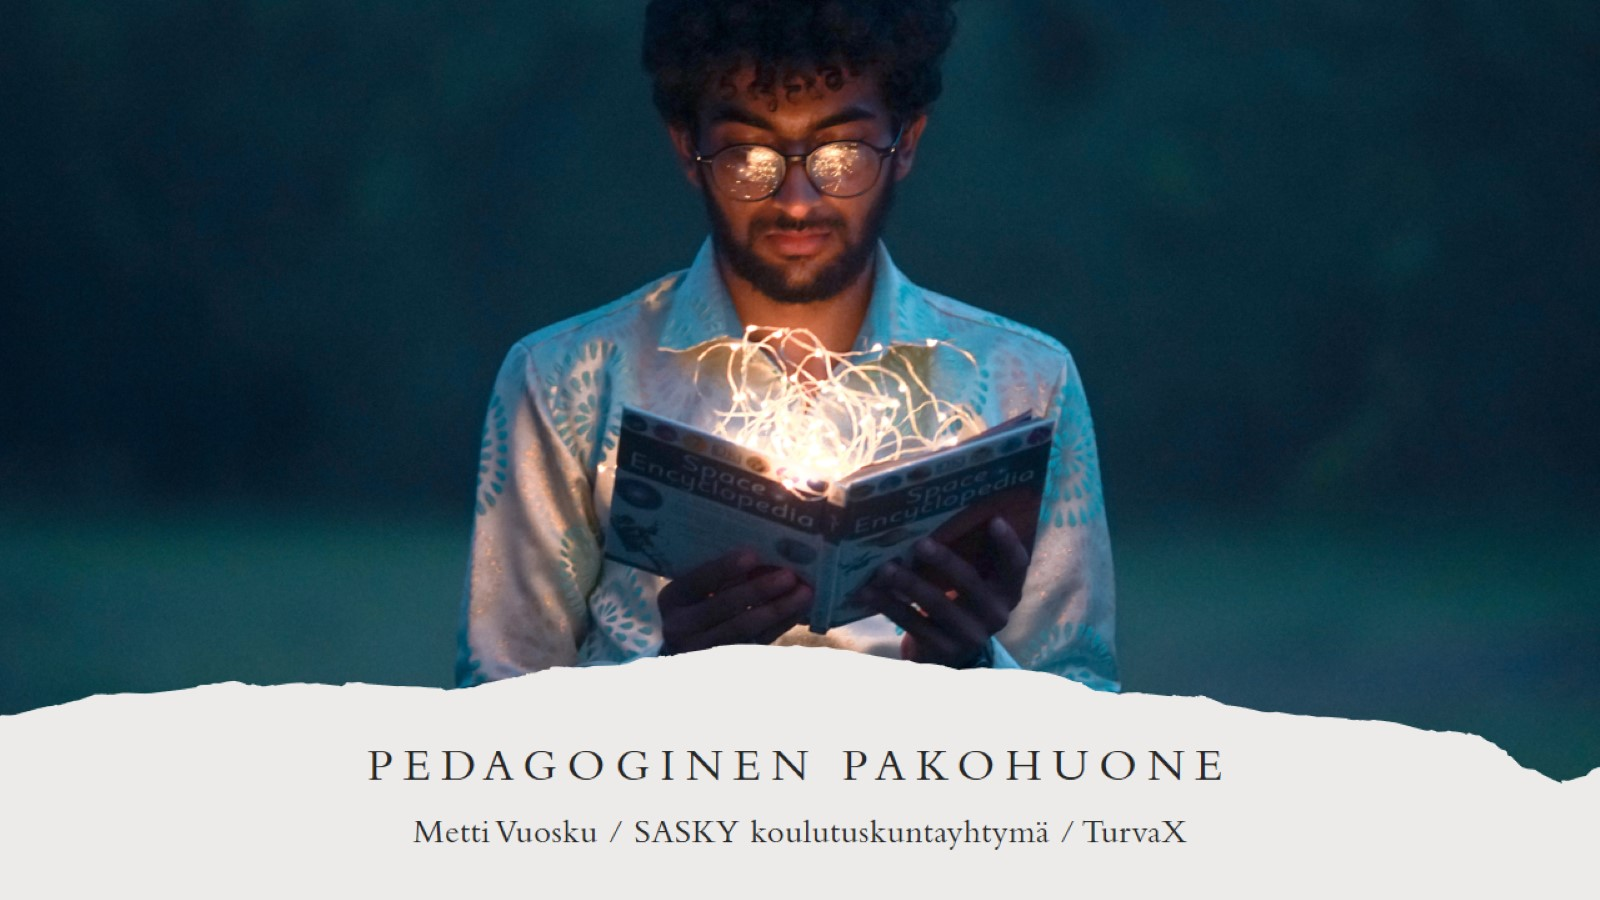 Space
Encyclopedia
Space
Encyclopedia
PEDAGOGINEN PAKOHUONE
Metti Vuosku / SASKY koulutuskuntayhtymä / TurvaX